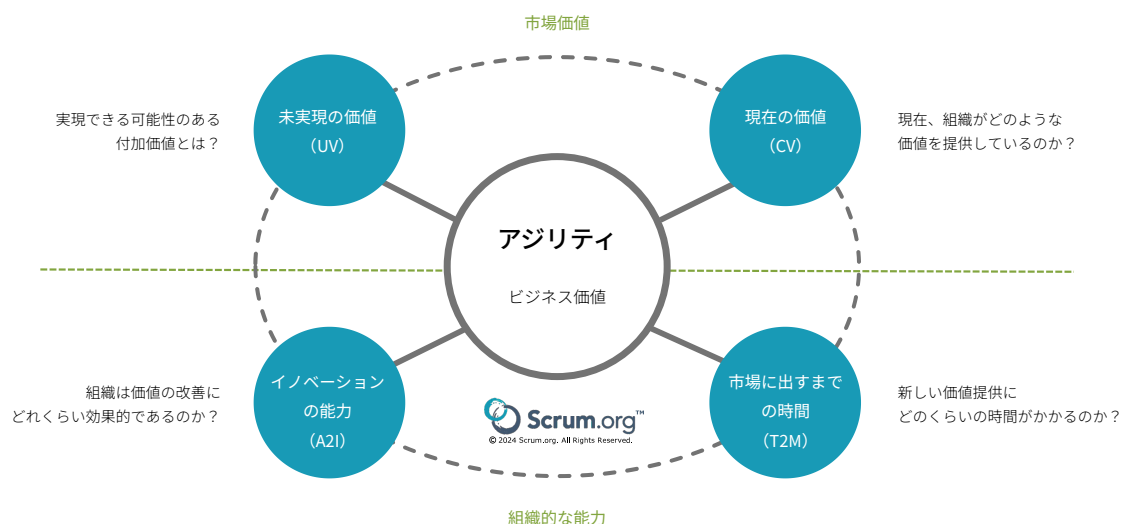 市場価値
実現できる可能性のある
付加価値とは？
未実現の価値
（UV）
現在の価値
（CV）
現在、組織がどのような
価値を提供しているのか？
アジリティ
ビジネス価値
組織は価値の改善に
どれくらい効果的であるのか？
イノベーション
の能力
（A2I）
市場に出すまで
の時間
（T2M）
新しい価値提供に
どのくらいの時間がかかるのか？
Scrum.org™
© 2024 Scrum.org. All Rights Reserved.
組織的な能力